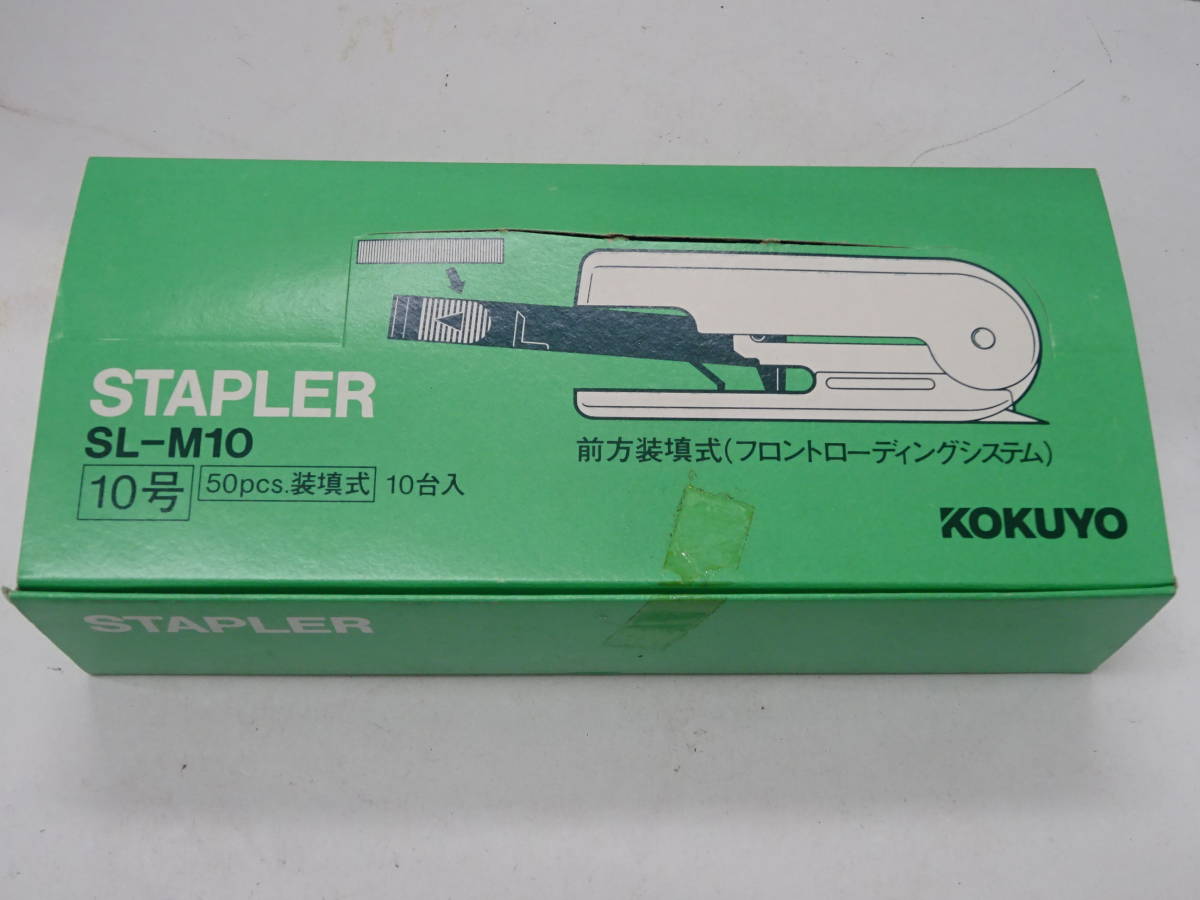 STAPLER
SL-M10
10号 50pcs.装填式 10台入
前方装填式(フロントローディングシステム)
KOKUYO
STAPLER